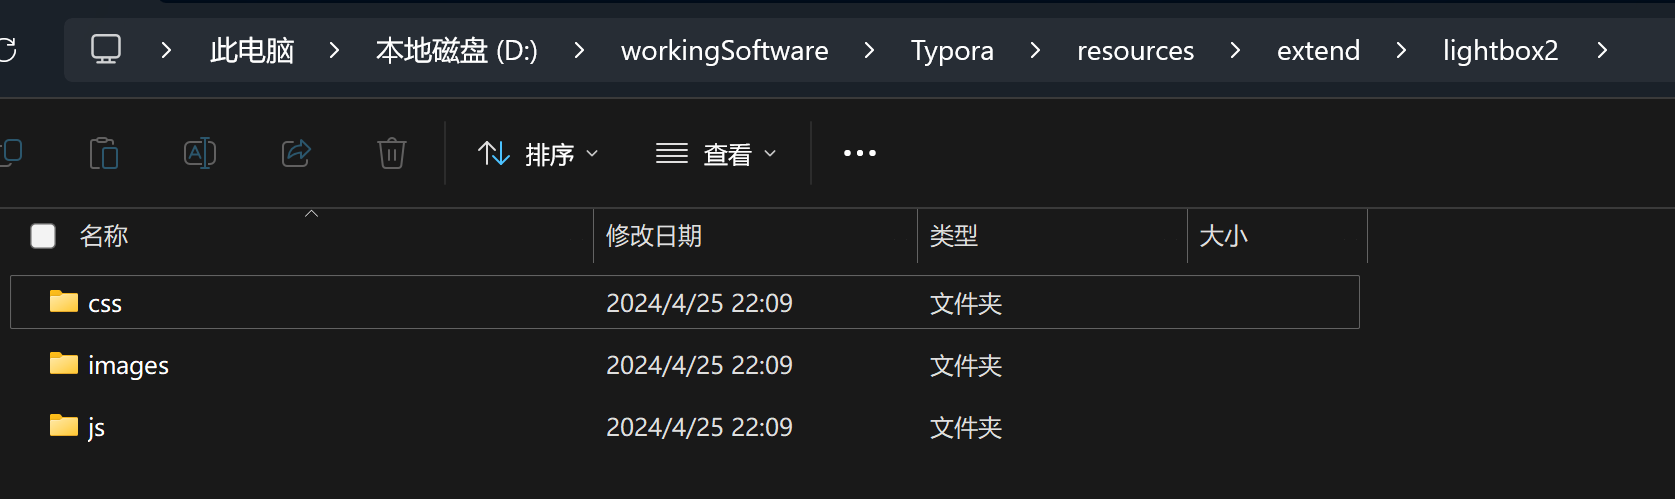 此电脑 > 本地磁盘 (D:) > workingSoftware > Typora > resources > extend > lightbox2 >
排序 查看 •••
名称 修改日期 类型 大小
css 2024/4/25 22:09 文件夹
images 2024/4/25 22:09 文件夹
js 2024/4/25 22:09 文件夹